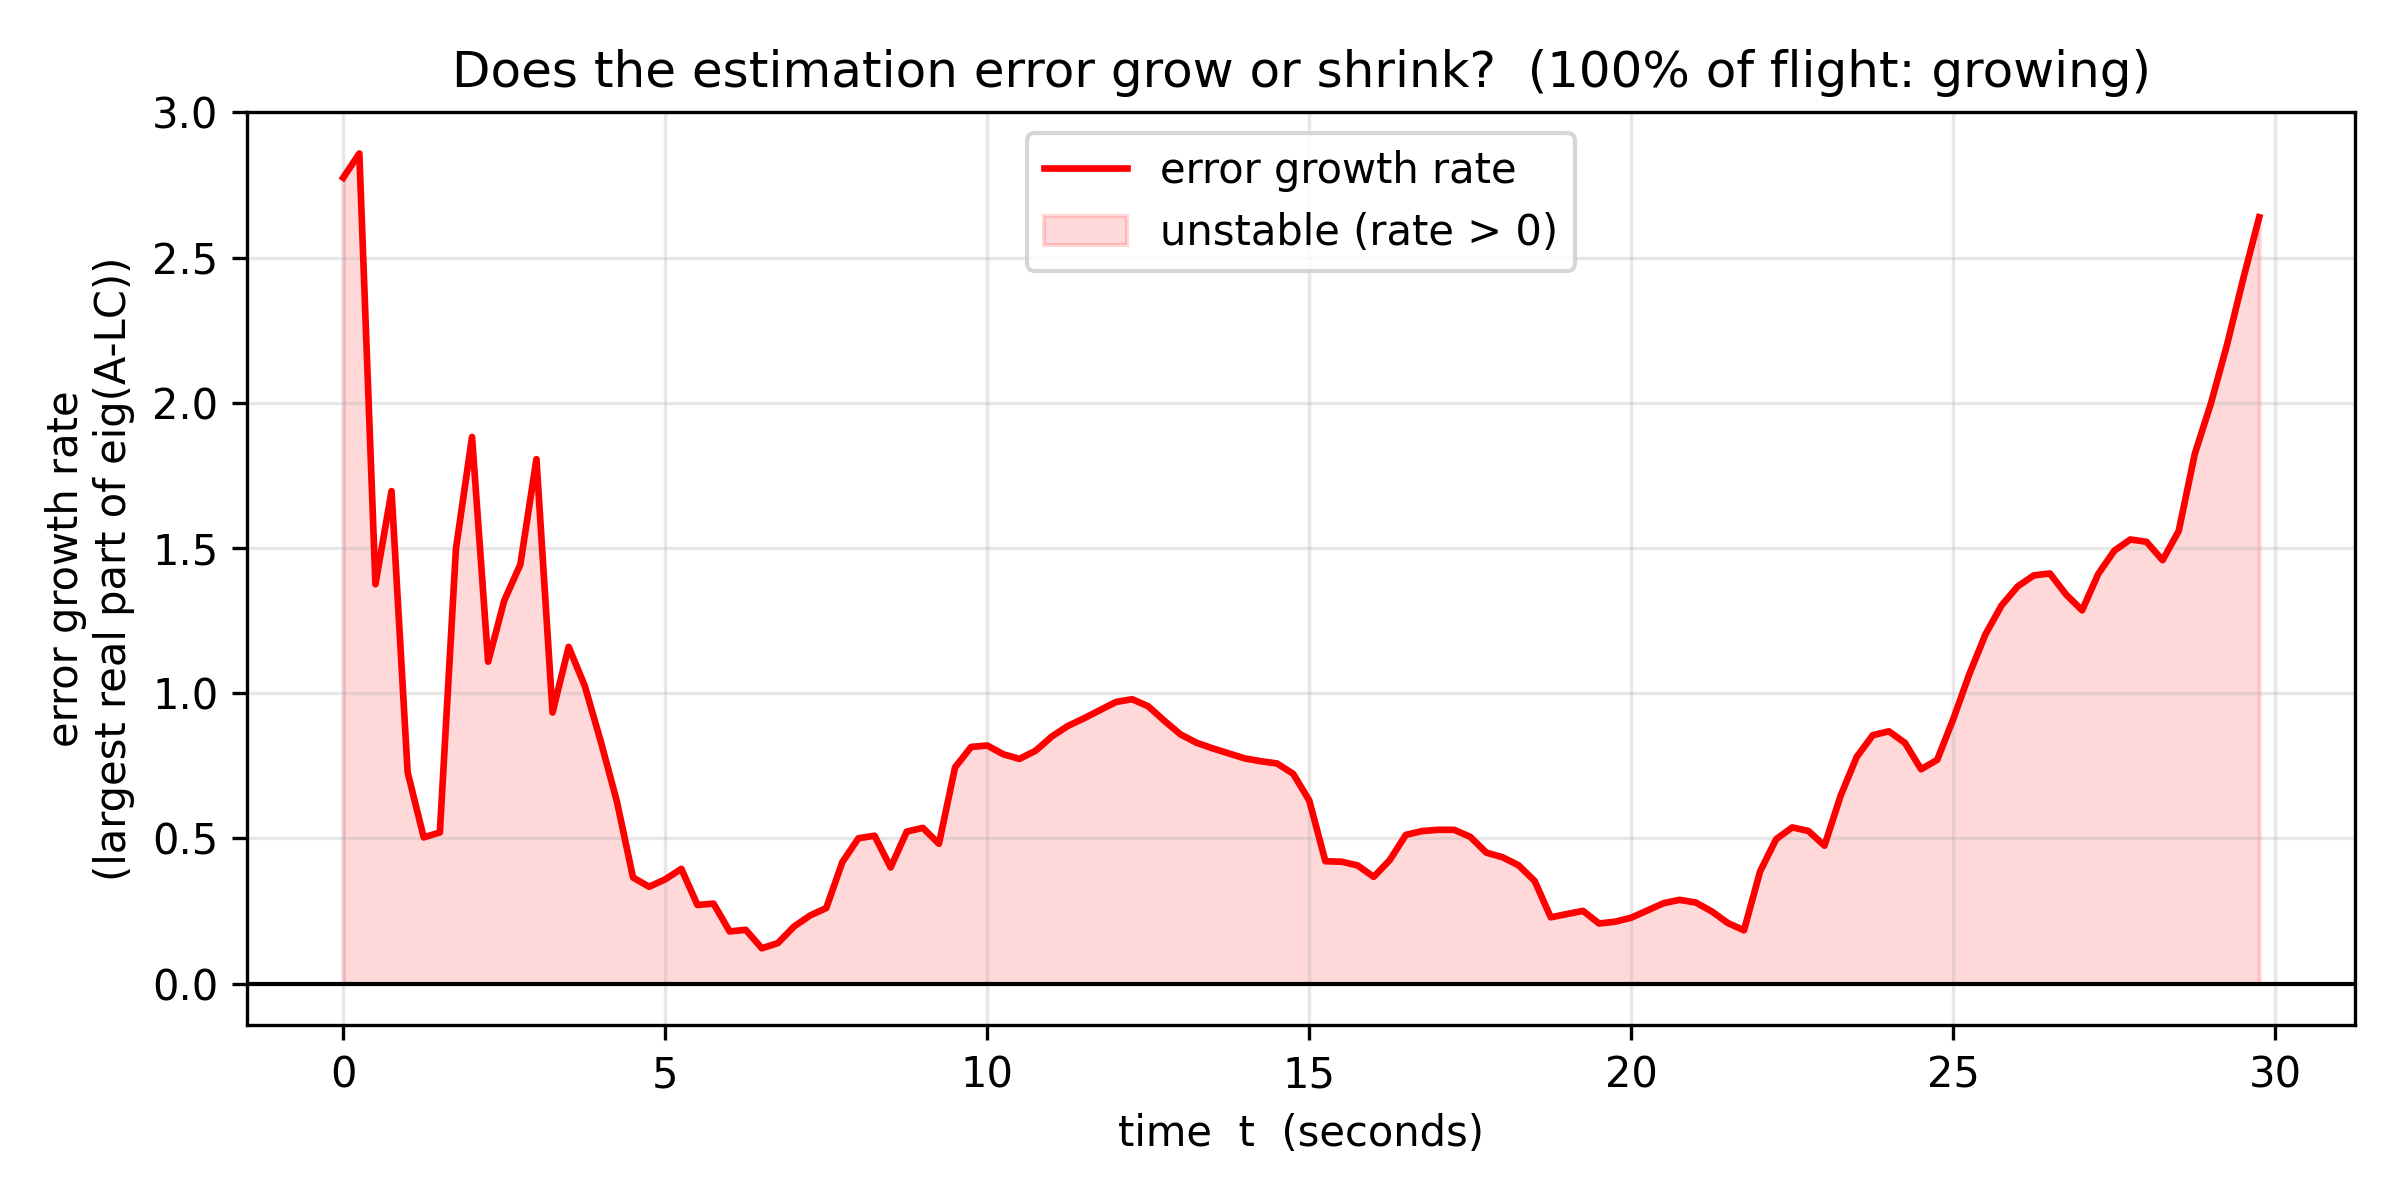 Does the estimation error grow or shrink?  (100% of flight: growing)
error growth rate
unstable (rate > 0)
error growth rate
(largest real part of eig(A-LC))
3.0
2.5
2.0
1.5
1.0
0.5
0.0
0 5 10 15 20 25 30
time  t  (seconds)